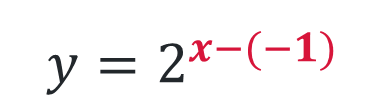 y = 2^{x−(−1)}